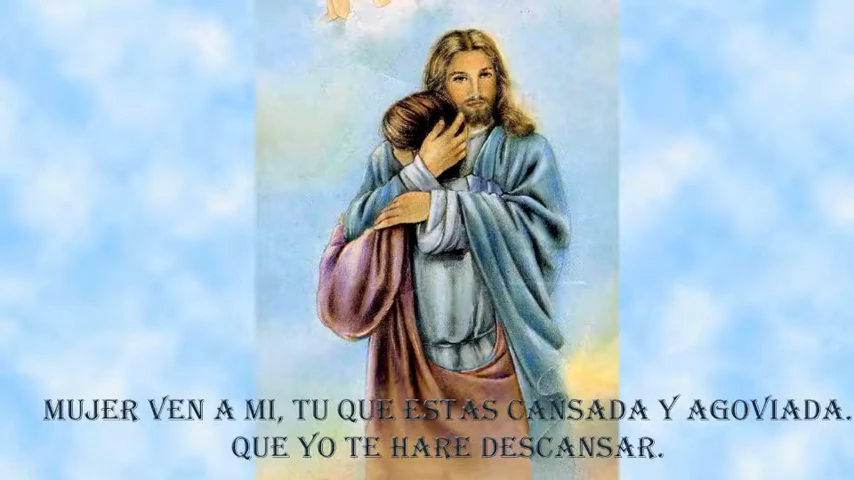 MUJER VEN A MI, TU QUE ESTAS CANSADA Y AGOVIADA.
QUE YO TE HARE DESCANSAR.